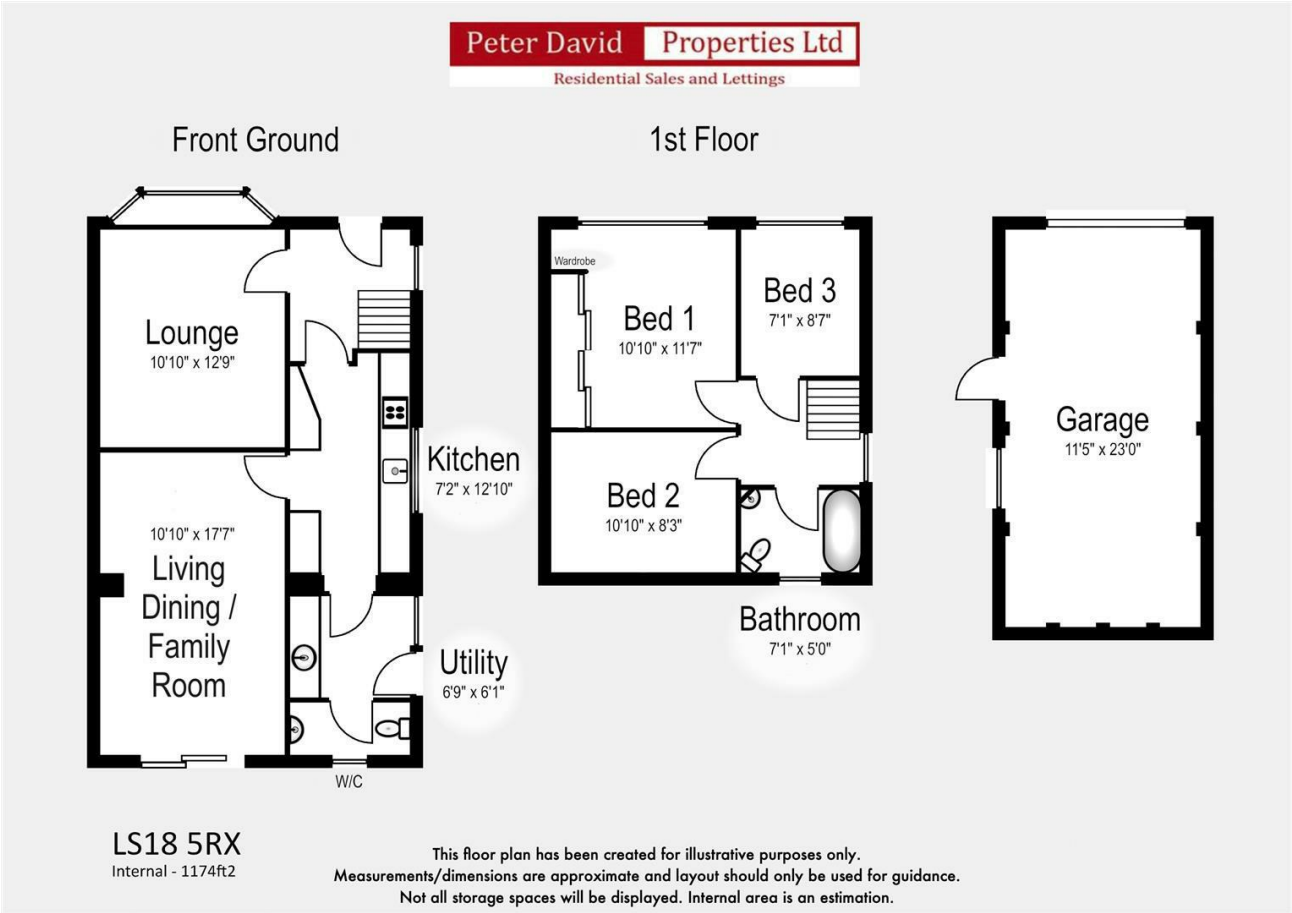 Peter David Properties Ltd
Residential Sales and Lettings
Front Ground
1st Floor
Lounge
10'10" x 12'9"
Kitchen
7'2" x 12'10"
10'10" x 17'7"
Living
Dining /
Family
Room
Utility
6'9" x 6'1"
W/C
Wardrobe
Bed 1
10'10" x 11'7"
Bed 3
7'1" x 8'7"
Bed 2
10'10" x 8'3"
Bathroom
7'1" x 5'0"
Garage
11'5" x 23'0"
LS18 5RX
Internal - 1174ft2
This floor plan has been created for illustrative purposes only.
Measurements/dimensions are approximate and layout should only be used for guidance.
Not all storage spaces will be displayed. Internal area is an estimation.